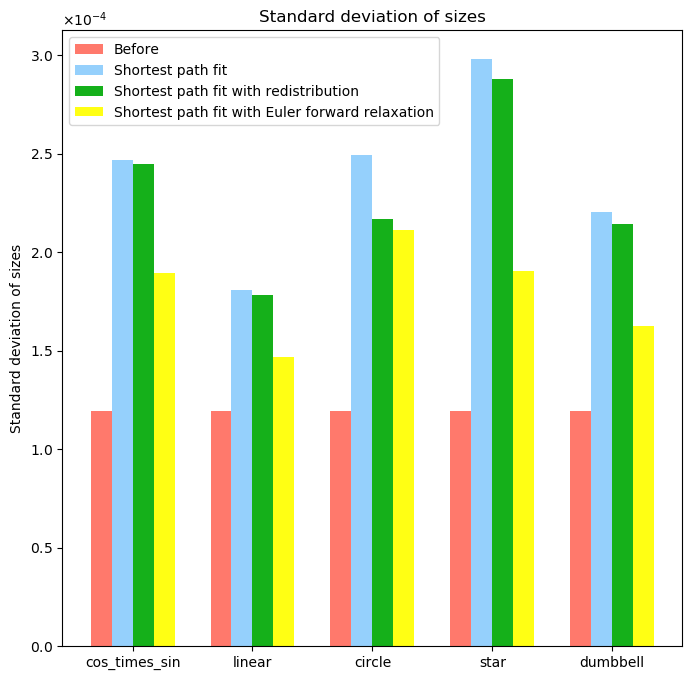 Standard deviation of sizes
×10⁻⁴
Before
Shortest path fit
Shortest path fit with redistribution
Shortest path fit with Euler forward relaxation
Standard deviation of sizes
3.0
2.5
2.0
1.5
1.0
0.5
0.0
cos_times_sin linear circle star dumbbell